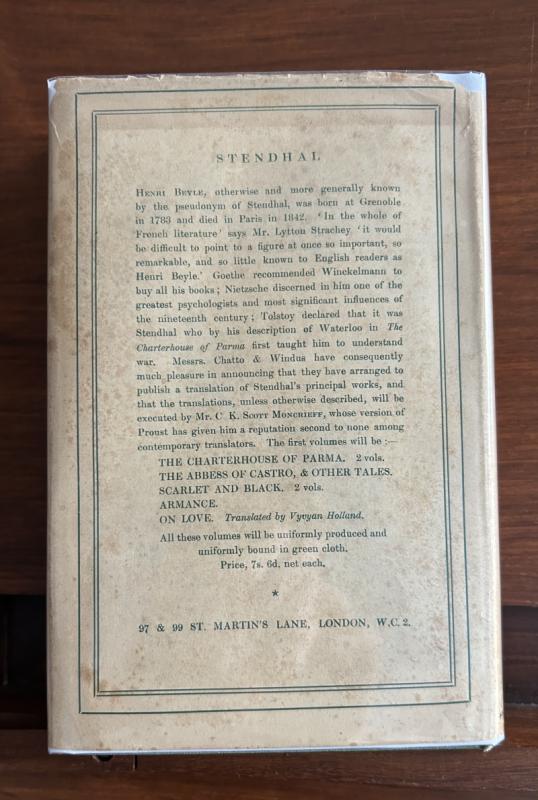 STENDHAL
HENRI BEYLE, otherwise and more generally known
by the pseudonym of Stendhal, was born at Grenoble
in 1783 and died in Paris in 1842. ‘In the whole of
French literature’ says Mr. Lytton Strachey ‘it would
be difficult to point to a figure at once so important, so
remarkable, and so little known to English readers as
Henri Beyle.’ Goethe recommended Winckelmann to
buy all his books; Nietzsche discerned in him one of the
greatest psychologists and most significant influences of
the nineteenth century; Tolstoy declared that it was
Stendhal who by his description of Waterloo in The
Charterhouse of Parma first taught him to understand
war. Messrs. Chatto & Windus have consequently
much pleasure in announcing that they have arranged to
publish a translation of Stendhal’s principal works, and
that the translations, unless otherwise described, will be
executed by Mr. C K. SCOTT MONCRIEFF, whose version of
Proust has given him a reputation second to none among
contemporary translators. The first volumes will be :—
THE CHARTERHOUSE OF PARMA. 2 vols.
THE ABBESS OF CASTRO, & OTHER TALES.
SCARLET AND BLACK. 2 vols.
ARMANCE.
ON LOVE. Translated by Vyvyan Holland.
All these volumes will be uniformly produced and
uniformly bound in green cloth.
Price, 7s. 6d. net each.
*
97 & 99 ST. MARTIN’S LANE, LONDON, W.C. 2.